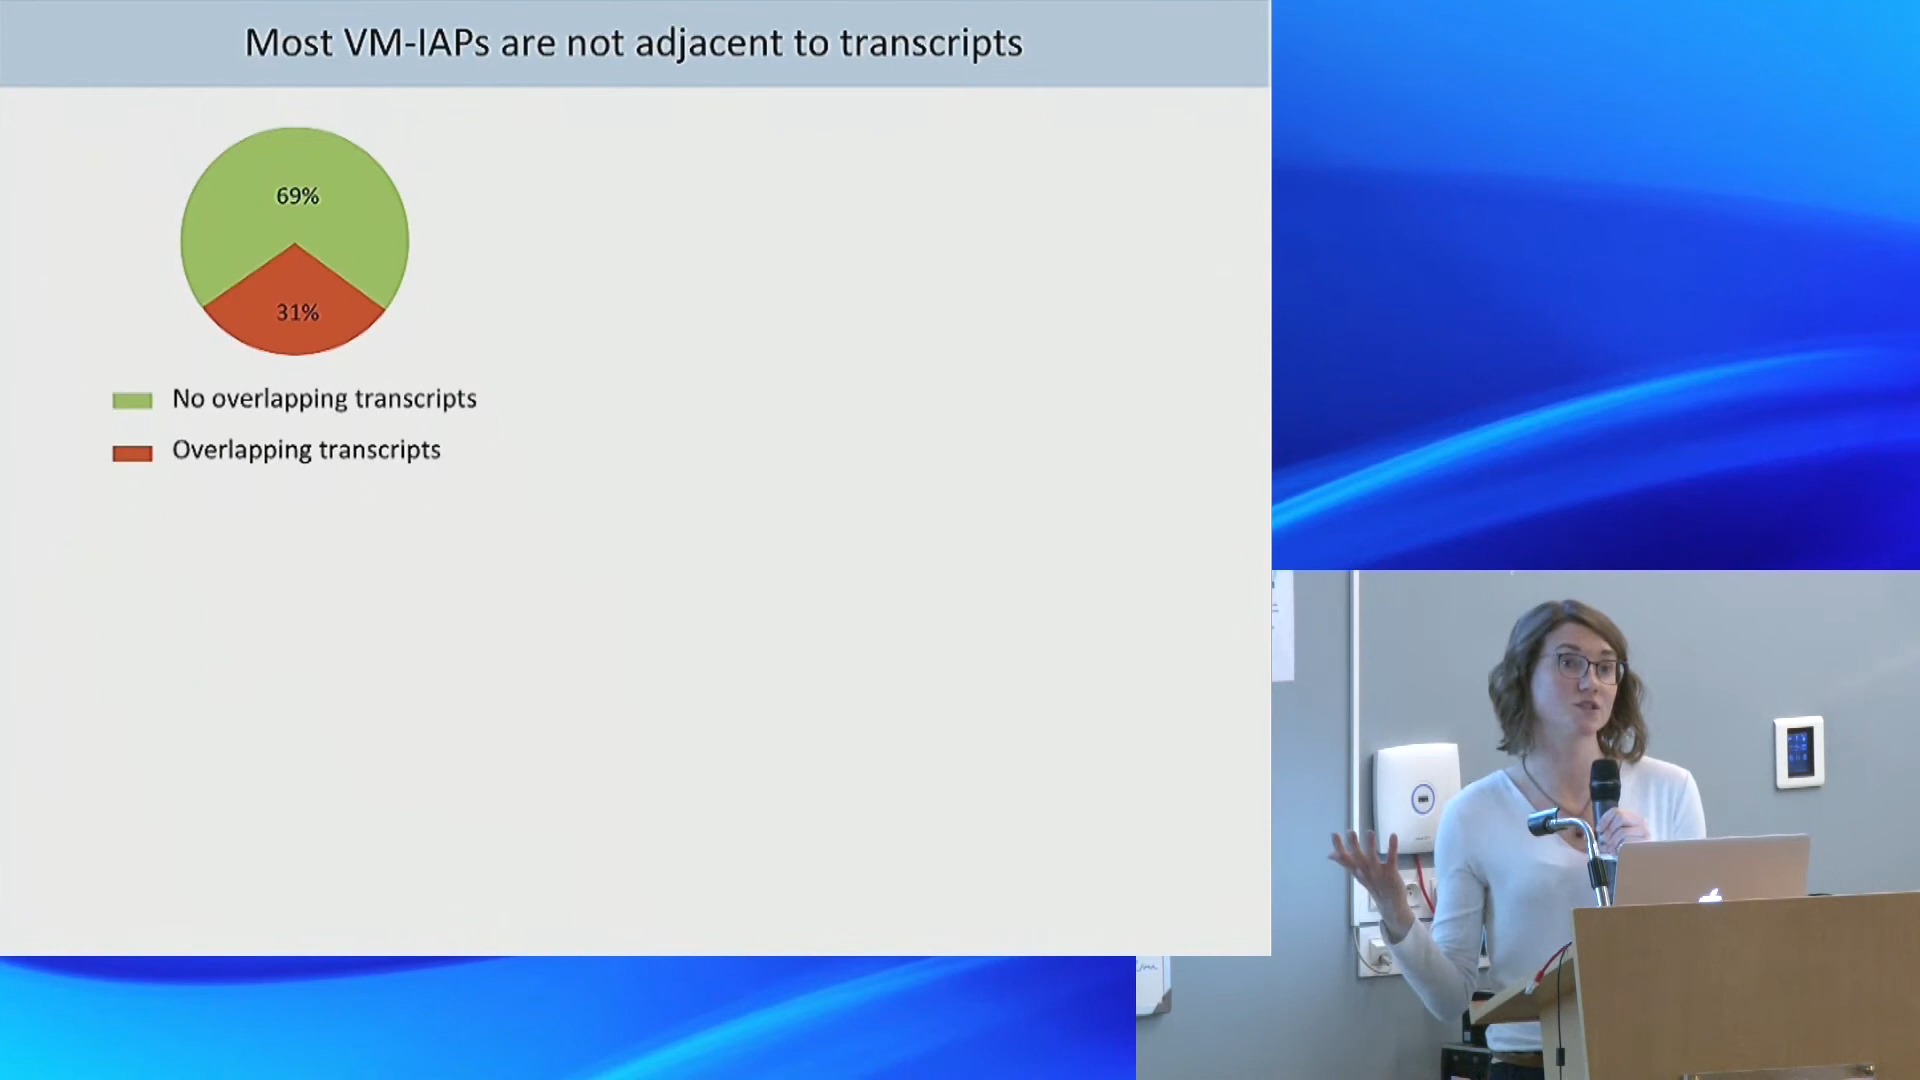 Most VM-IAPs are not adjacent to transcripts
69%
31%
No overlapping transcripts
Overlapping transcripts